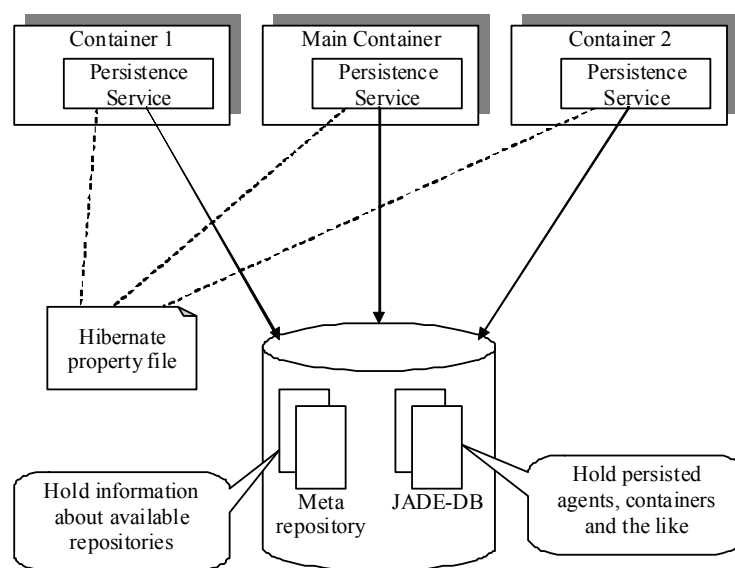 Container 1
Persistence
Service
Main Container
Persistence
Service
Container 2
Persistence
Service
Hibernate
property file
Hold information
about available
repositories
Meta
repository
JADE-DB
Hold persisted
agents, containers
and the like